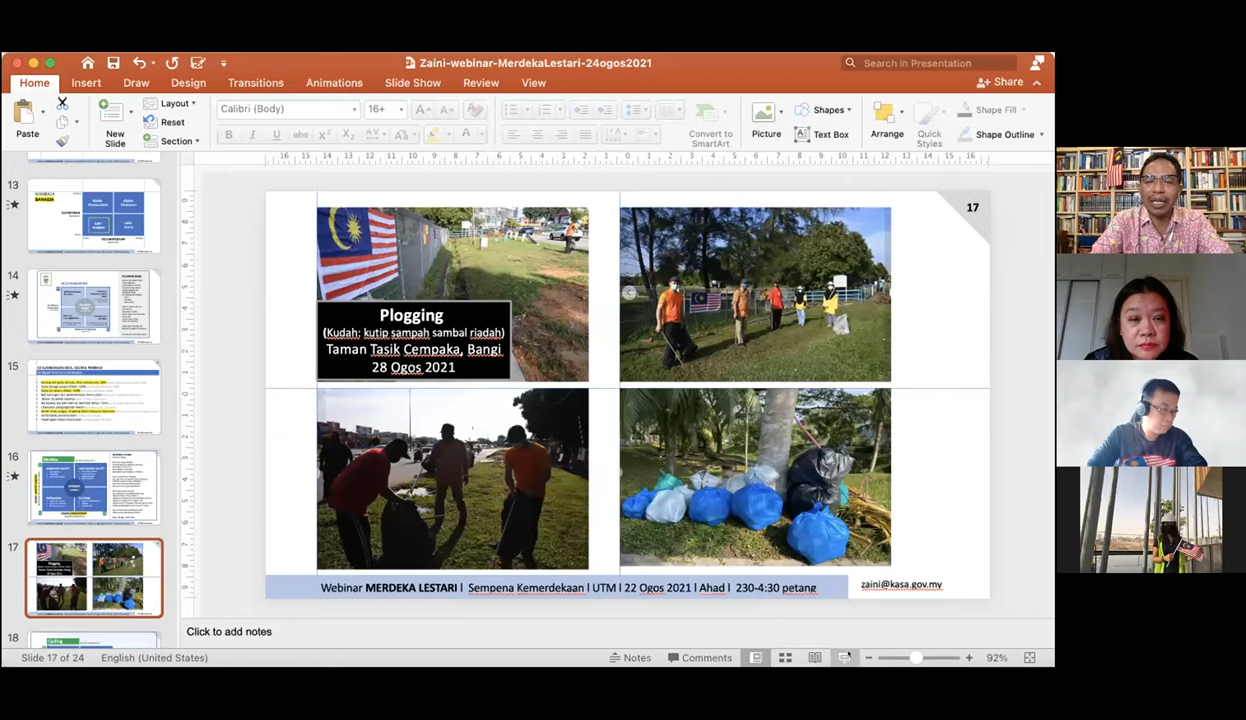 Zaini-webinar-MerdekaLestari-24ogos2021
Search in Presentation
Home Insert Draw Design Transitions Animations Slide Show Review View
Share
Paste
New Slide
Layout
Reset
Section
Calibri (Body) 16+
Convert to SmartArt
Picture
Shapes
Text Box
Arrange
Quick Styles
Shape Fill
Shape Outline
13
14
15
16
17
18
17
Plogging
(Kudah: kutip sampah sambal riadah)
Taman Tasik Cempaka, Bangi
28 Ogos 2021
Webinar MERDEKA LESTARI I Sempena Kemerdekaan I UTM I 22 Ogos 2021 I Ahad I 230-4:30 petang
zaini@kasa.gov.my
Click to add notes
Slide 17 of 24 English (United States) Notes Comments 92%